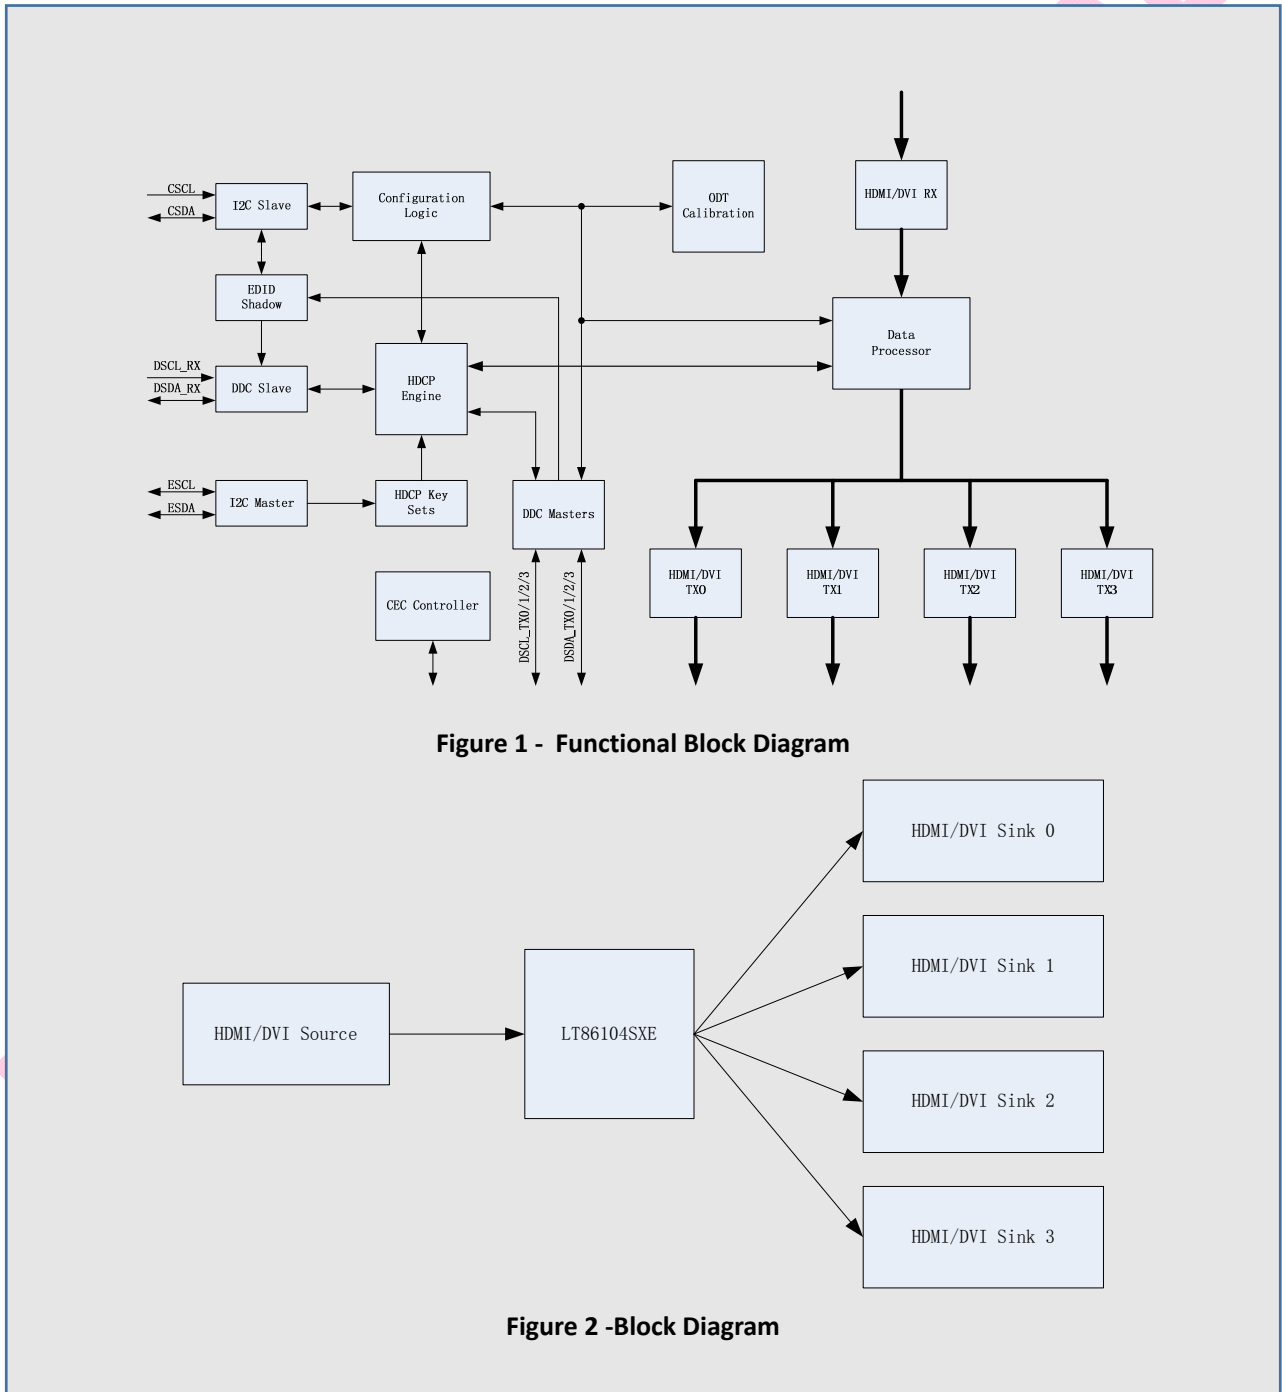 CSCL
CSDA
I2C Slave
Configuration
Logic
ODT
Calibration
HDMI/DVI RX
EDID
Shadow
Data
Processor
DSCL_RX
DSDA_RX
DDC Slave
HDCP
Engine
ESCL
ESDA
I2C Master
HDCP Key
Sets
DDC Masters
HDMI/DVI
TX0
HDMI/DVI
TX1
HDMI/DVI
TX2
HDMI/DVI
TX3
CEC Controller
DSCL_TX0/1/2/3
DSDA_TX0/1/2/3
Figure 1 - Functional Block Diagram
HDMI/DVI Source
LT86104SXE
HDMI/DVI Sink 0
HDMI/DVI Sink 1
HDMI/DVI Sink 2
HDMI/DVI Sink 3
Figure 2 -Block Diagram